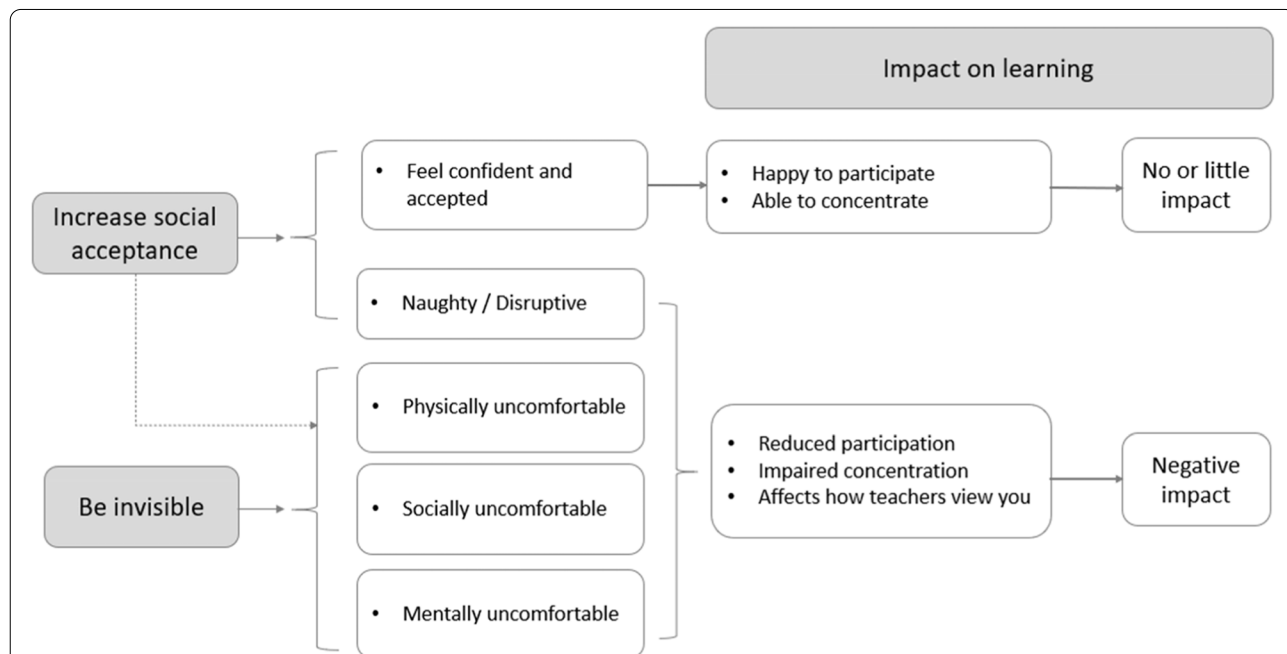 Impact on learning
Increase social
acceptance
• Feel confident and
accepted
• Happy to participate
• Able to concentrate
No or little
impact
• Naughty / Disruptive
Be invisible
• Physically uncomfortable
• Socially uncomfortable
• Mentally uncomfortable
• Reduced participation
• Impaired concentration
• Affects how teachers view you
Negative
impact